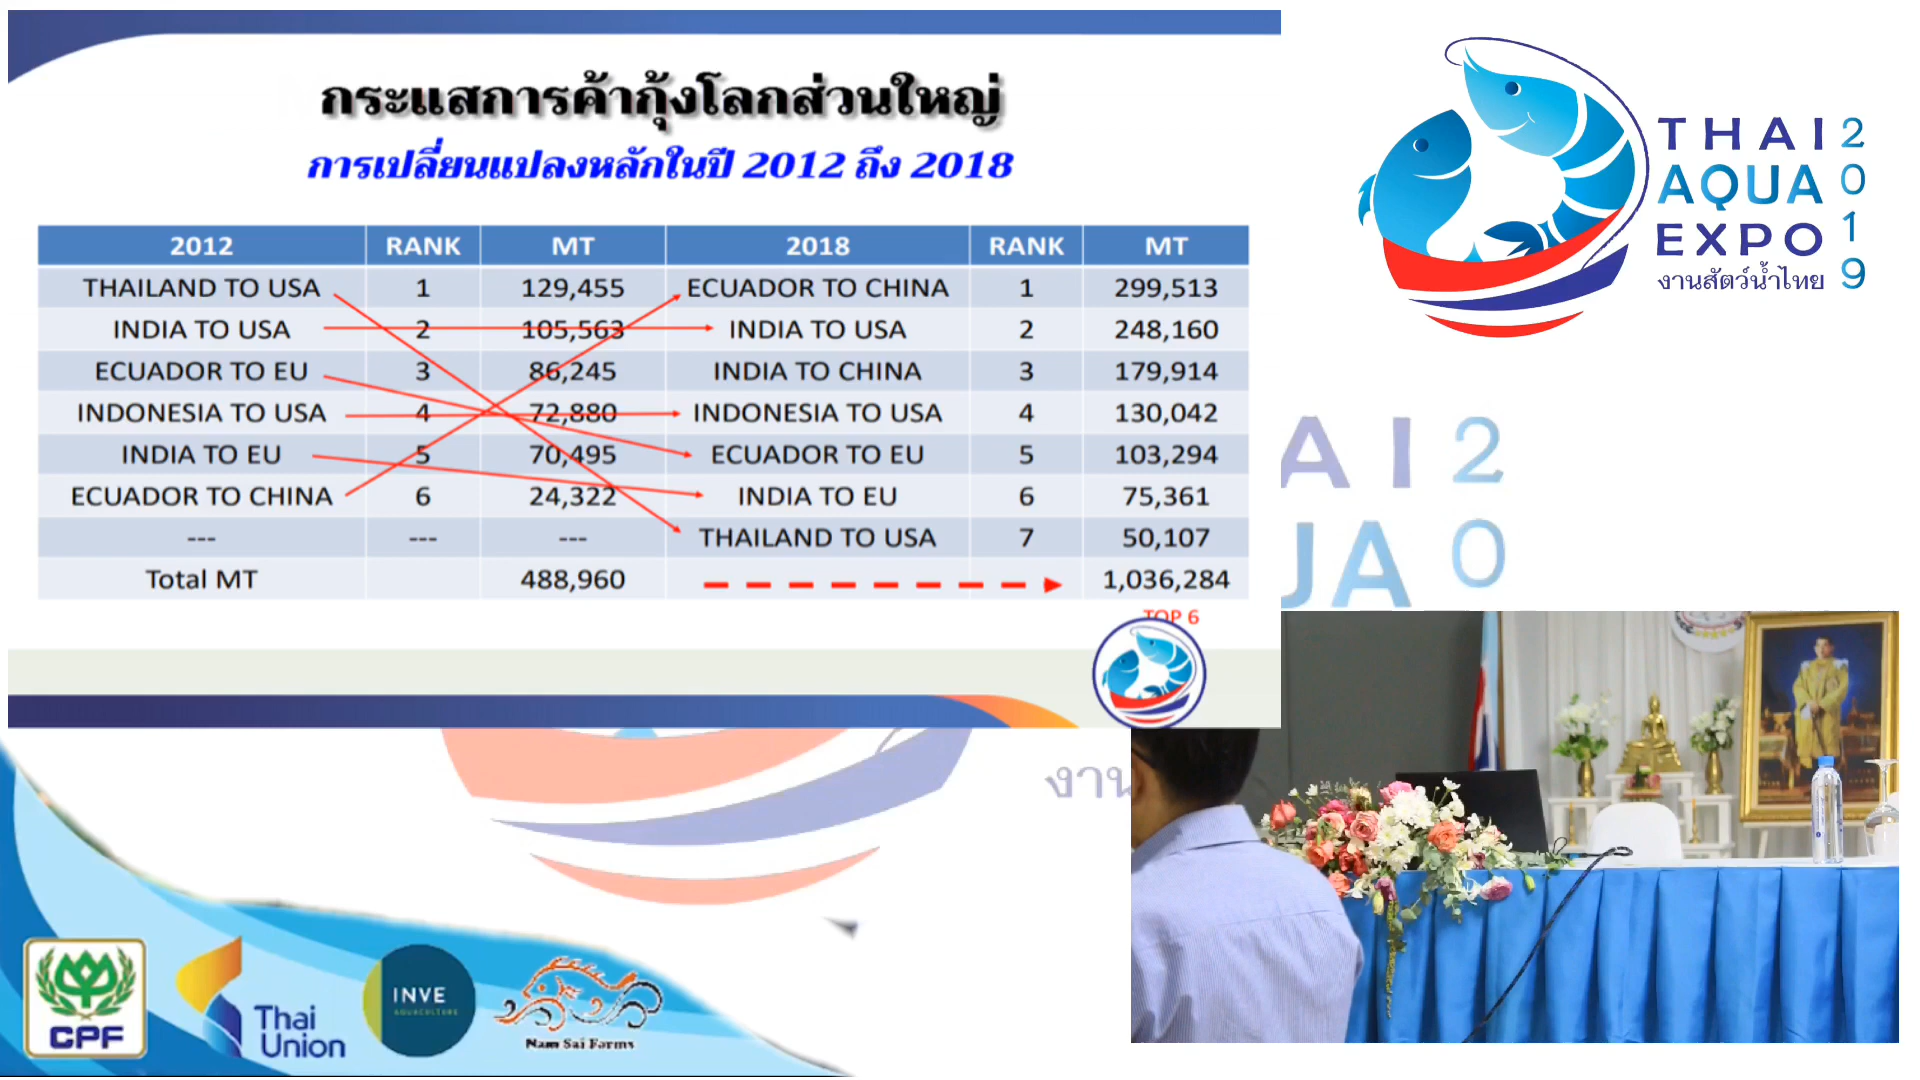 กระแสการค้ากุ้งโลกส่วนใหญ่
การเปลี่ยนแปลงหลักในปี 2012 ถึง 2018
2012 RANK MT 2018 RANK MT
THAILAND TO USA 1 129,455 ECUADOR TO CHINA 1 299,513
INDIA TO USA 2 105,563 INDIA TO USA 2 248,160
ECUADOR TO EU 3 86,245 INDIA TO CHINA 3 179,914
INDONESIA TO USA 4 72,880 INDONESIA TO USA 4 130,042
INDIA TO EU 5 70,495 ECUADOR TO EU 5 103,294
ECUADOR TO CHINA 6 24,322 INDIA TO EU 6 75,361
--- --- --- THAILAND TO USA 7 50,107
Total MT 488,960 1,036,284
TOP 6
THAI
AQUA
EXPO
2019
งานสัตว์น้ำไทย
AI 2
UA 0
งาน
CPF
Thai
Union
INVE
AQUACULTURE
Nam Sai Farms